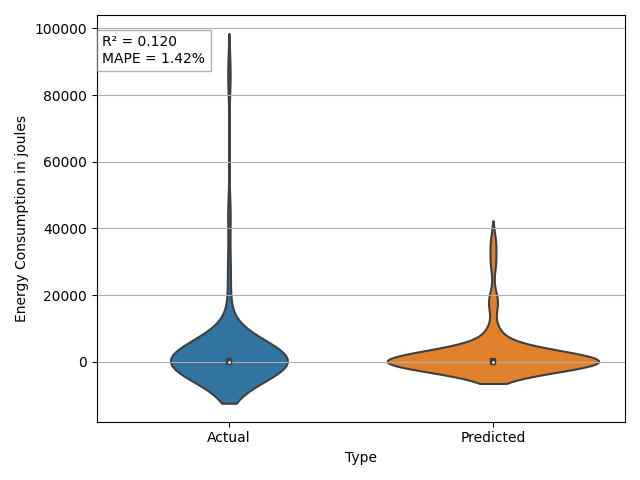 100000
80000
60000
40000
20000
0
Energy Consumption in joules
R² = 0.120
MAPE = 1.42%
Actual
Predicted
Type